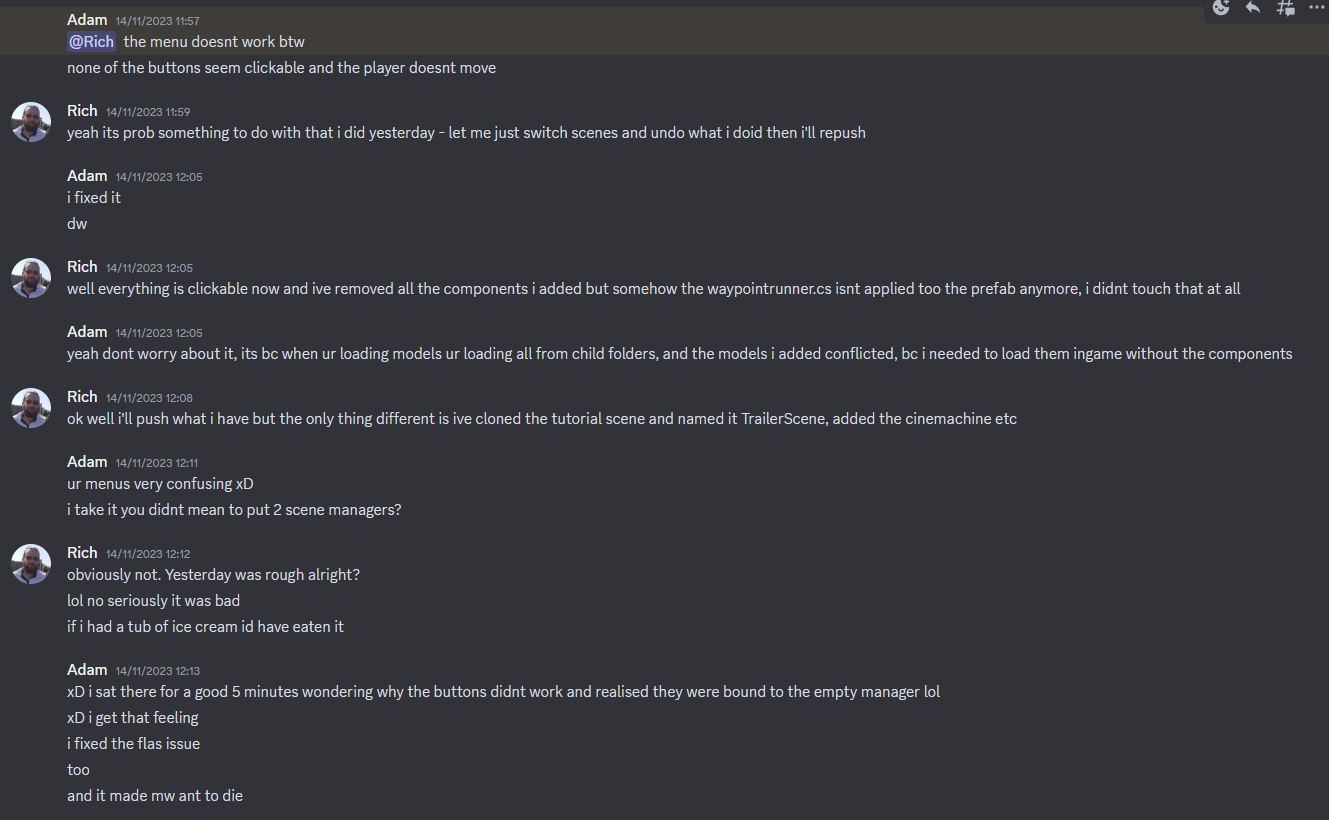 Adam 14/11/2023 11:57
@Rich the menu doesnt work btw
none of the buttons seem clickable and the player doesnt move
Rich 14/11/2023 11:59
yeah its prob something to do with that i did yesterday - let me just switch scenes and undo what i doid then i'll repush
Adam 14/11/2023 12:05
i fixed it
dw
Rich 14/11/2023 12:05
well everything is clickable now and ive removed all the components i added but somehow the waypointrunner.cs isnt applied too the prefab anymore, i didnt touch that at all
Adam 14/11/2023 12:05
yeah dont worry about it, its bc when ur loading models ur loading all from child folders, and the models i added conflicted, bc i needed to load them ingame without the components
Rich 14/11/2023 12:08
ok well i'll push what i have but the only thing different is ive cloned the tutorial scene and named it TrailerScene, added the cinemachine etc
Adam 14/11/2023 12:11
ur menus very confusing xD
i take it you didnt mean to put 2 scene managers?
Rich 14/11/2023 12:12
obviously not. Yesterday was rough alright?
lol no seriously it was bad
if i had a tub of ice cream id have eaten it
Adam 14/11/2023 12:13
xD i sat there for a good 5 minutes wondering why the buttons didnt work and realised they were bound to the empty manager lol
xD i get that feeling
i fixed the flas issue
too
and it made mw ant to die